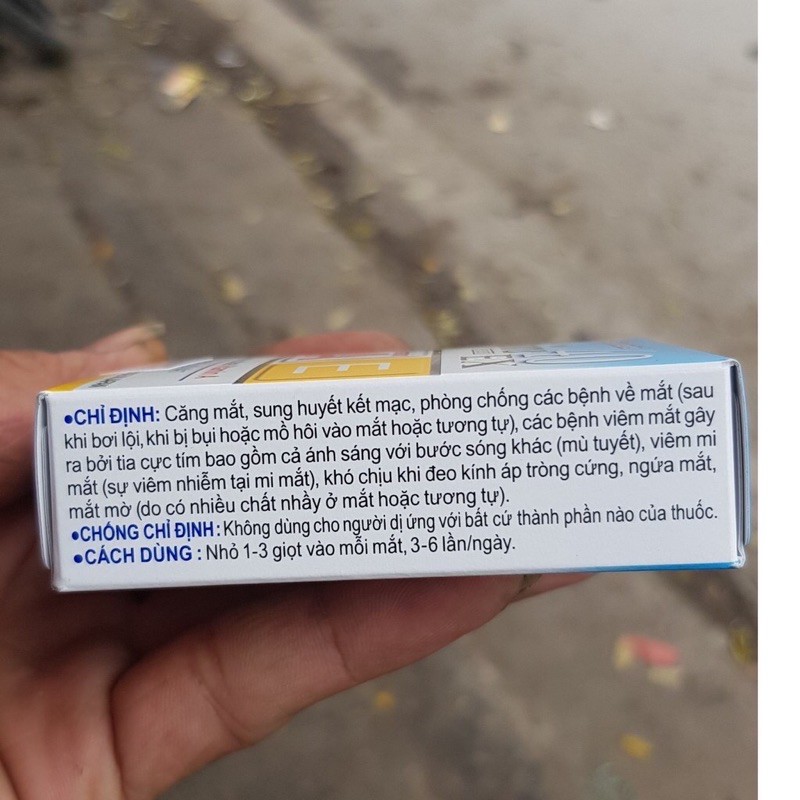 •CHỈ ĐỊNH: Căng mắt, sung huyết kết mạc, phòng chống các bệnh về mắt (sau
khi bơi lội, khi bị bụi hoặc mồ hôi vào mắt hoặc tương tự), các bệnh viêm mắt gây
ra bởi tia cực tím bao gồm cả ánh sáng với bước sóng khác (mù tuyết), viêm mi
mắt (sự viêm nhiễm tại mi mắt), khó chịu khi đeo kính áp tròng cứng, ngứa mắt,
mắt mờ (do có nhiều chất nhầy ở mắt hoặc tương tự).
•CHỐNG CHỈ ĐỊNH: Không dùng cho người dị ứng với bất cứ thành phần nào của thuốc.
•CÁCH DÙNG : Nhỏ 1-3 giọt vào mỗi mắt, 3-6 lần/ngày.